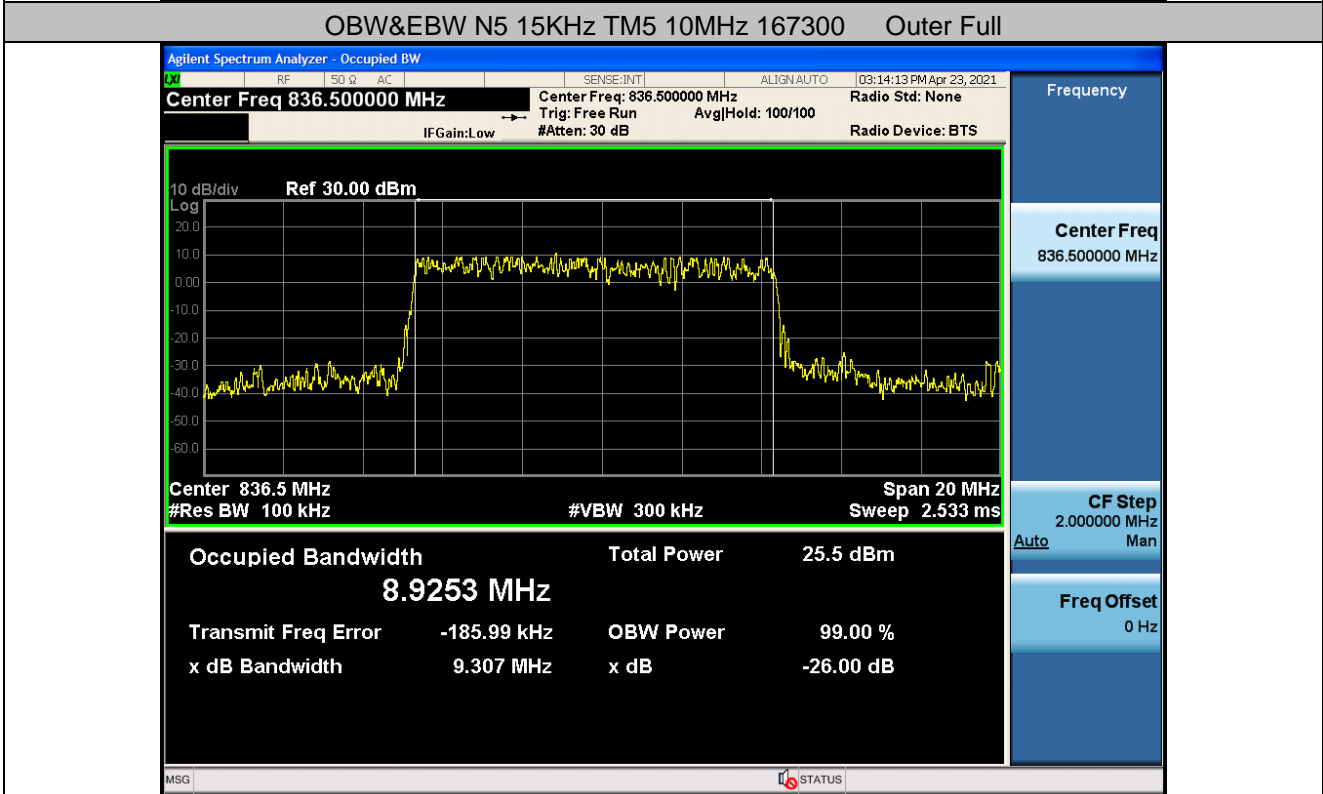 OBW&EBW N5 15KHz TM5 10MHz 167300 Outer Full
Agilent Spectrum Analyzer - Occupied BW
LXI RF 50 Ω AC SENSE:INT ALIGN AUTO 03:14:13 PM Apr 23, 2021
Center Freq 836.500000 MHz
Center Freq: 836.500000 MHz Radio Std: None
Trig: Free Run Avg|Hold: 100/100
IFGain:Low #Atten: 30 dB Radio Device: BTS
10 dB/div Ref 30.00 dBm
Log
20.0
10.0
0.00
-10.0
-20.0
-30.0
-40.0
-50.0
-60.0
Center 836.5 MHz Span 20 MHz
#Res BW 100 kHz #VBW 300 kHz Sweep 2.533 ms
Occupied Bandwidth Total Power 25.5 dBm
8.9253 MHz
Transmit Freq Error -185.99 kHz OBW Power 99.00 %
x dB Bandwidth 9.307 MHz x dB -26.00 dB
Frequency
Center Freq
836.500000 MHz
CF Step
2.000000 MHz
Auto Man
Freq Offset
0 Hz
MSG STATUS